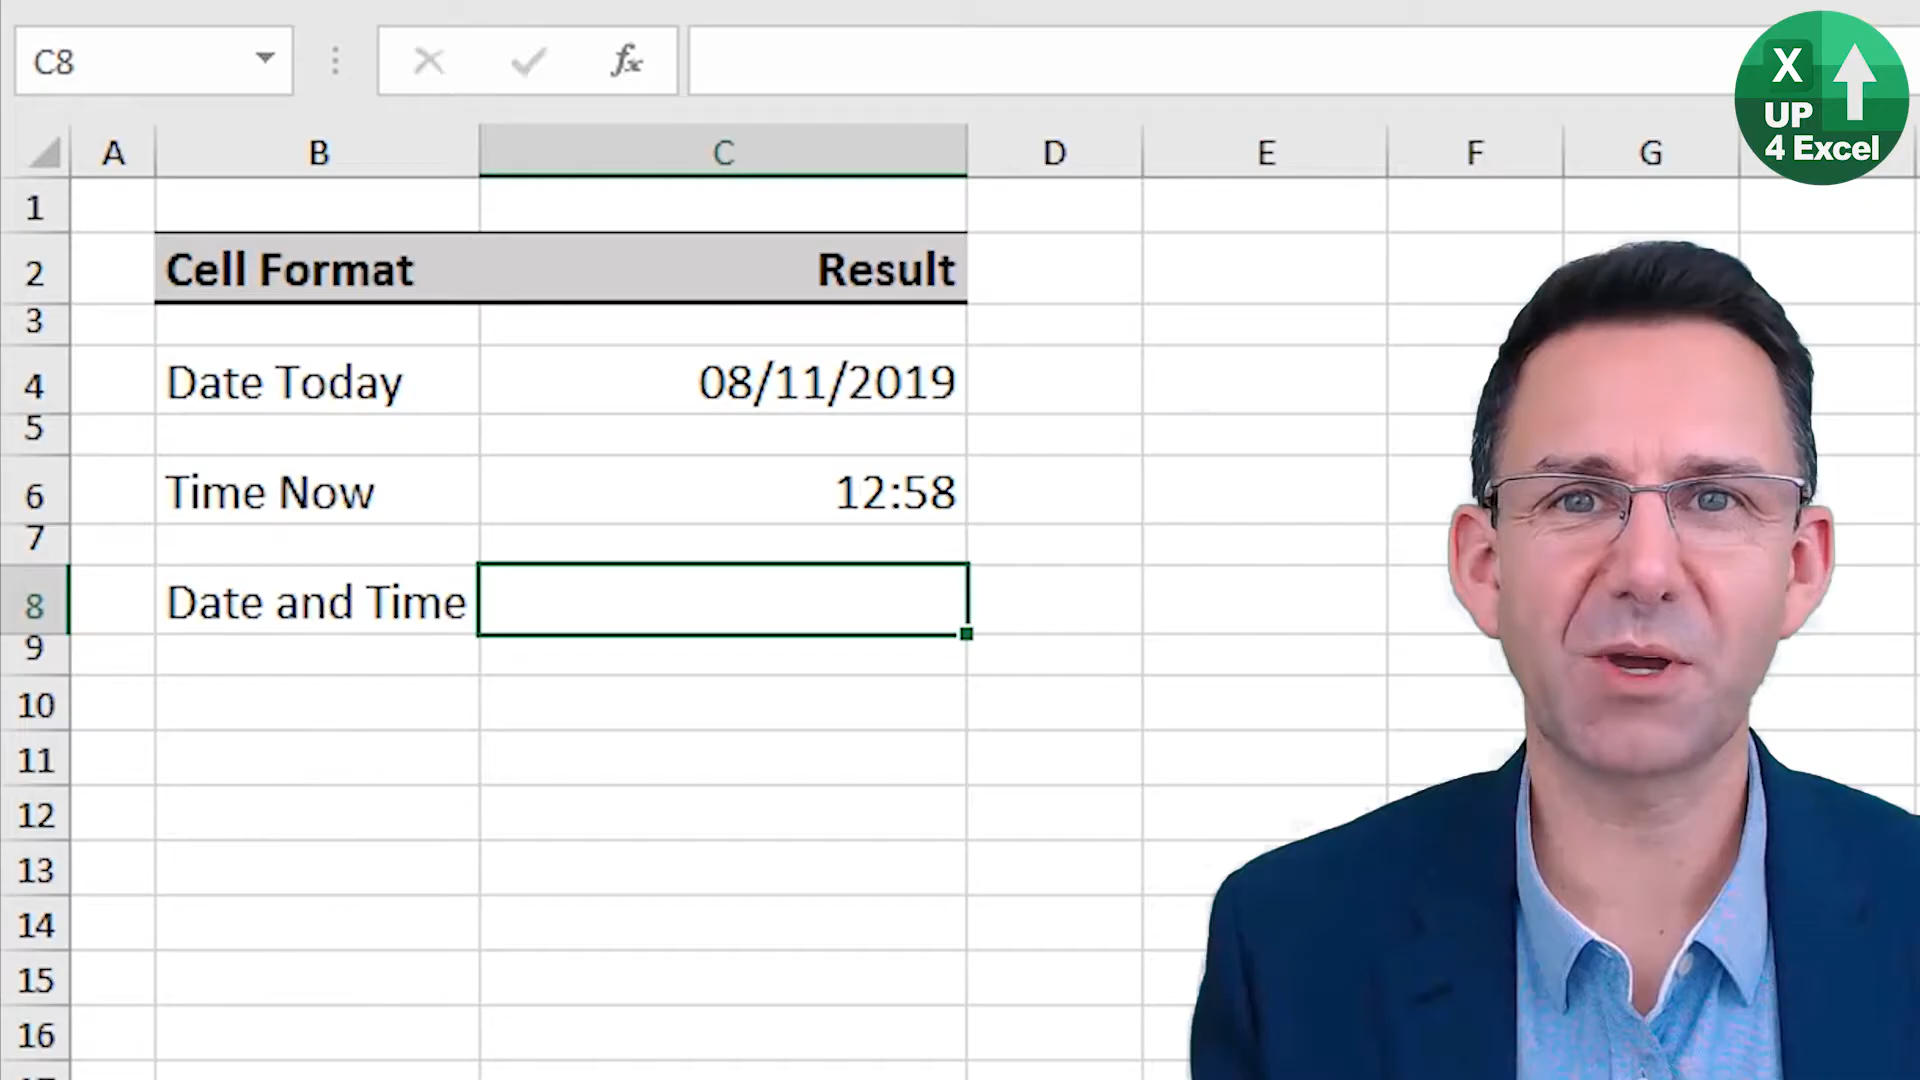 C8 fx
X
UP
4 Excel
A B C D E F G
1
2 Cell Format Result
3
4 Date Today 08/11/2019
5
6 Time Now 12:58
7
8 Date and Time
9
10
11
12
13
14
15
16